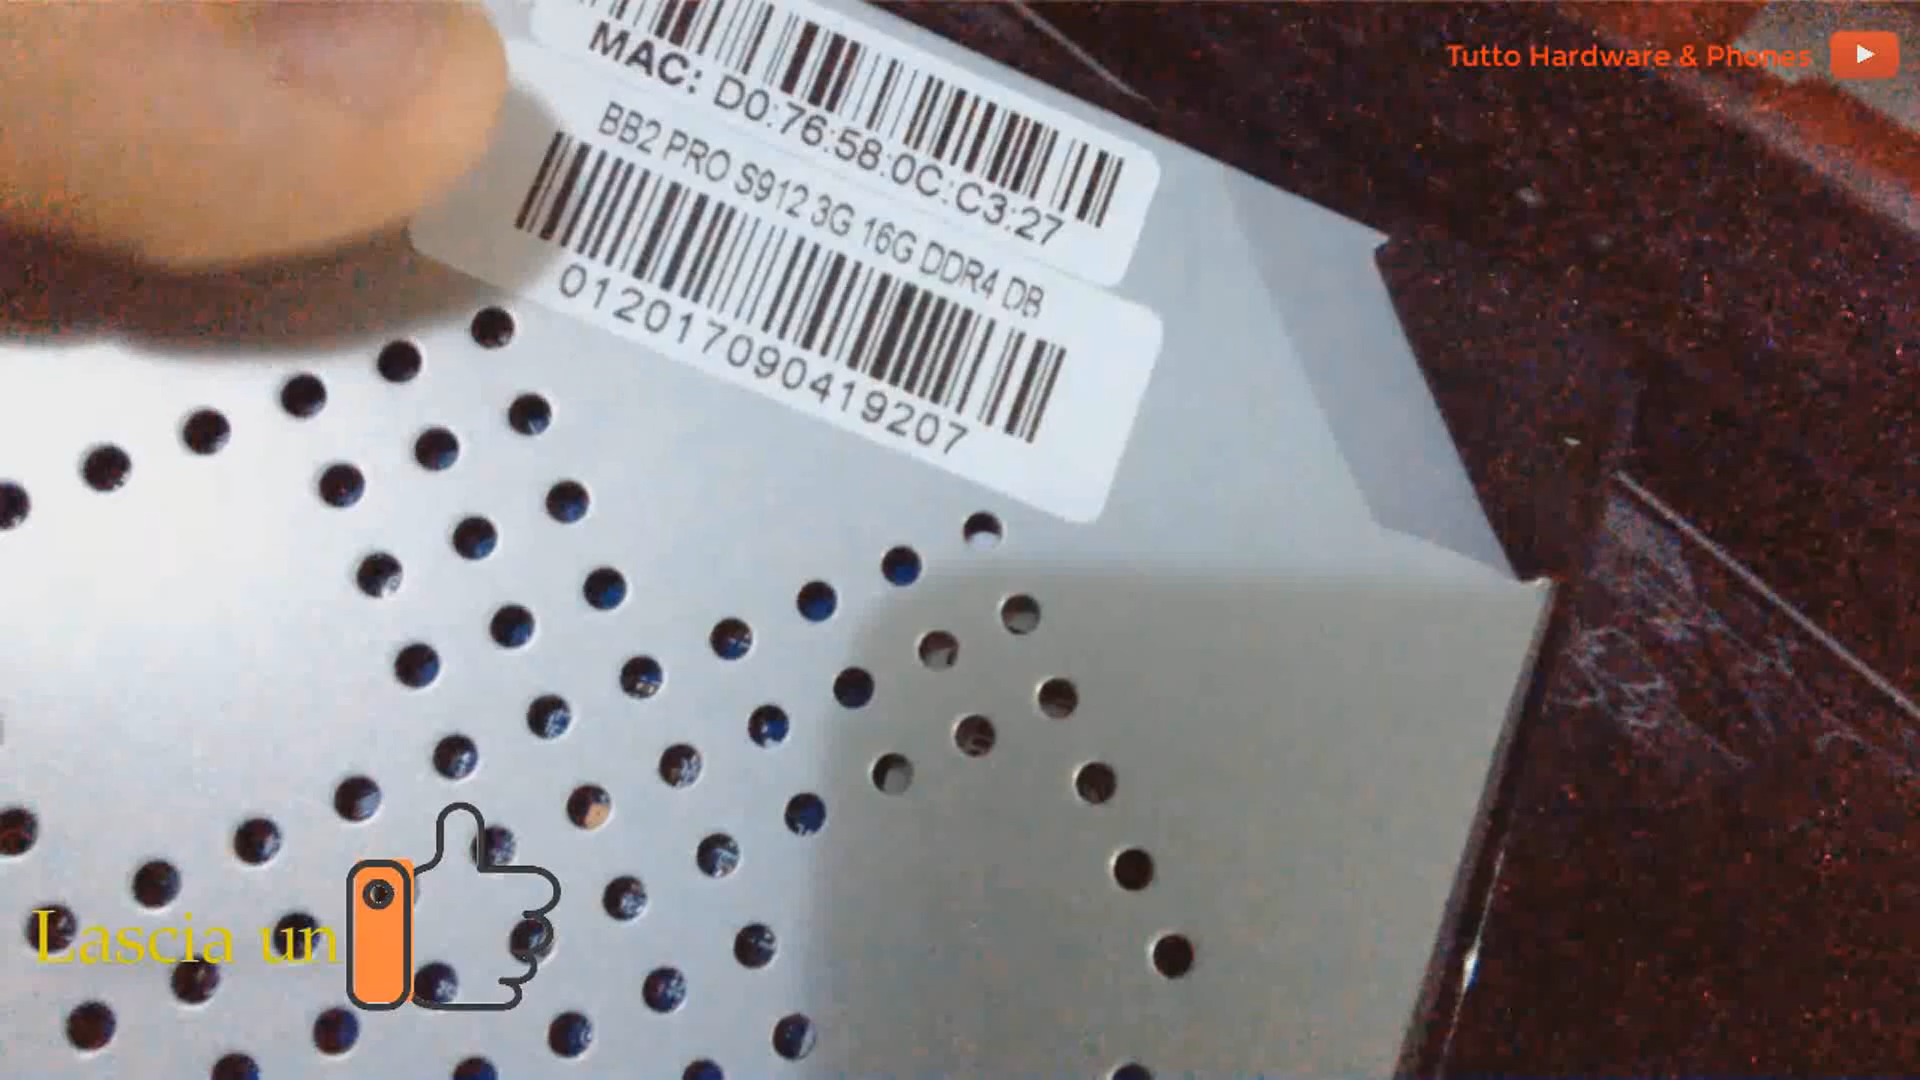 Tutto Hardware & Phones
MAC: D0:76:58:0C:C3:27
BB2 PRO S912 3G 16G DDR4 DB
012017090419207
Lascia un